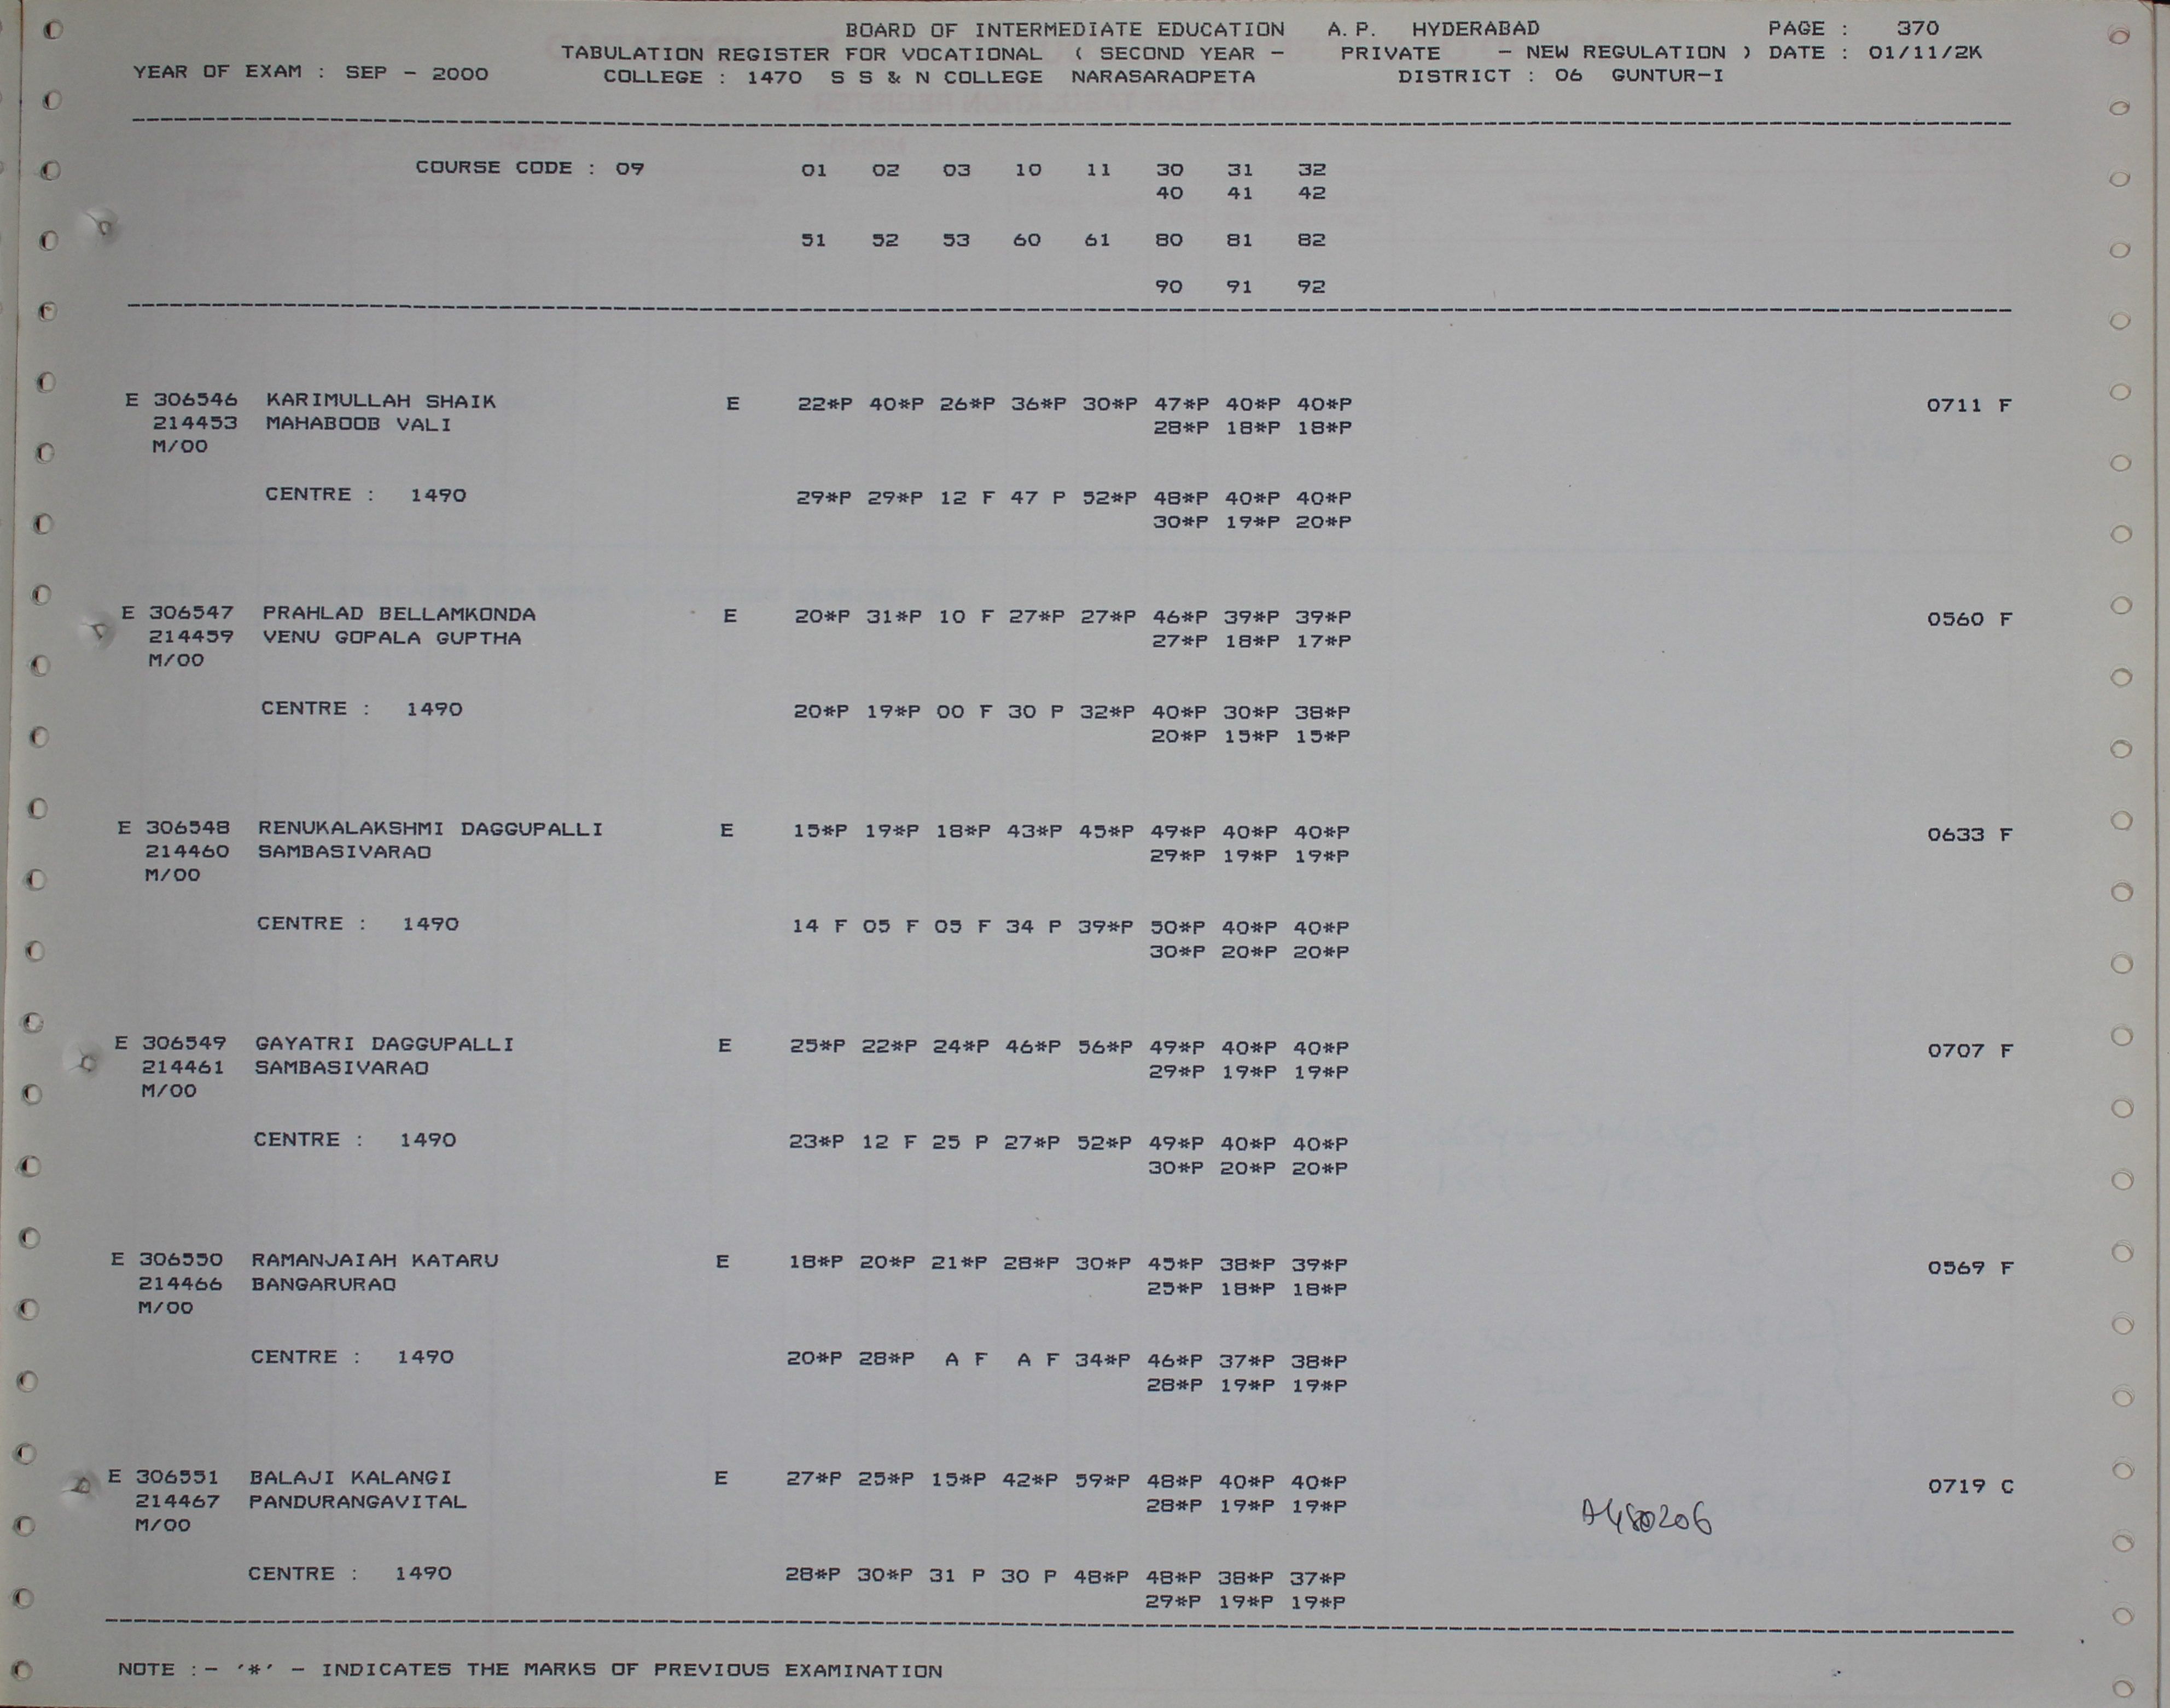 BOARD OF INTERMEDIATE EDUCATION A. P. HYDERABAD PAGE : 370
TABULATION REGISTER FOR VOCATIONAL ( SECOND YEAR - PRIVATE - NEW REGULATION ) DATE : 01/11/2K
YEAR OF EXAM : SEP - 2000 COLLEGE : 1470 S S & N COLLEGE NARASARAOPETA DISTRICT : 06 GUNTUR-I
COURSE CODE : 09 01 02 03 10 11 30 31 32
40 41 42
51 52 53 60 61 80 81 82
90 91 92
E 306546 KARIMULLAH SHAIK E 22*P 40*P 26*P 36*P 30*P 47*P 40*P 40*P 0711 F
214453 MAHABOOB VALI 28*P 18*P 18*P
M/00
CENTRE : 1490 29*P 29*P 12 F 47 P 52*P 48*P 40*P 40*P
30*P 19*P 20*P
E 306547 PRAHLAD BELLAMKONDA E 20*P 31*P 10 F 27*P 27*P 46*P 39*P 39*P 0560 F
214459 VENU GOPALA GUPTHA 27*P 18*P 17*P
M/00
CENTRE : 1490 20*P 19*P 00 F 30 P 32*P 40*P 30*P 38*P
20*P 15*P 15*P
E 306548 RENUKALAKSHMI DAGGUPALLI E 15*P 19*P 18*P 43*P 45*P 49*P 40*P 40*P 0633 F
214460 SAMBASIVARAO 29*P 19*P 19*P
M/00
CENTRE : 1490 14 F 05 F 05 F 34 P 39*P 50*P 40*P 40*P
30*P 20*P 20*P
E 306549 GAYATRI DAGGUPALLI E 25*P 22*P 24*P 46*P 56*P 49*P 40*P 40*P 0707 F
214461 SAMBASIVARAO 29*P 19*P 19*P
M/00
CENTRE : 1490 23*P 12 F 25 P 27*P 52*P 49*P 40*P 40*P
30*P 20*P 20*P
E 306550 RAMANJAIAH KATARU E 18*P 20*P 21*P 28*P 30*P 45*P 38*P 39*P 0569 F
214466 BANGARURAO 25*P 18*P 18*P
M/00
CENTRE : 1490 20*P 28*P A F A F 34*P 46*P 37*P 38*P
28*P 19*P 19*P
E 306551 BALAJI KALANGI E 27*P 25*P 15*P 42*P 59*P 48*P 40*P 40*P 0719 C
214467 PANDURANGAVITAL 28*P 19*P 19*P
M/00
CENTRE : 1490 28*P 30*P 31 P 30 P 48*P 48*P 38*P 37*P
29*P 19*P 19*P
NOTE :- '*' - INDICATES THE MARKS OF PREVIOUS EXAMINATION